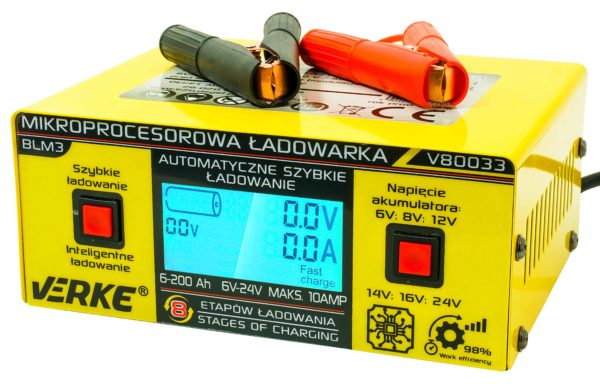 MIKROPROCESOROWA ŁADOWARKA
V80033
BLM3
Szybkie
ładowanie
Inteligentne
ładowanie
VERKE®
AUTOMATYCZNE SZYBKIE
ŁADOWANIE
00V
0.0V
0.0A
Fast
charge
6-200 Ah 6V-24V MAKS. 10AMP
8
ETAPÓW ŁADOWANIA
STAGES OF CHARGING
Napięcie
akumulatora:
6V: 8V: 12V
14V: 16V: 24V
98%
Work efficiency